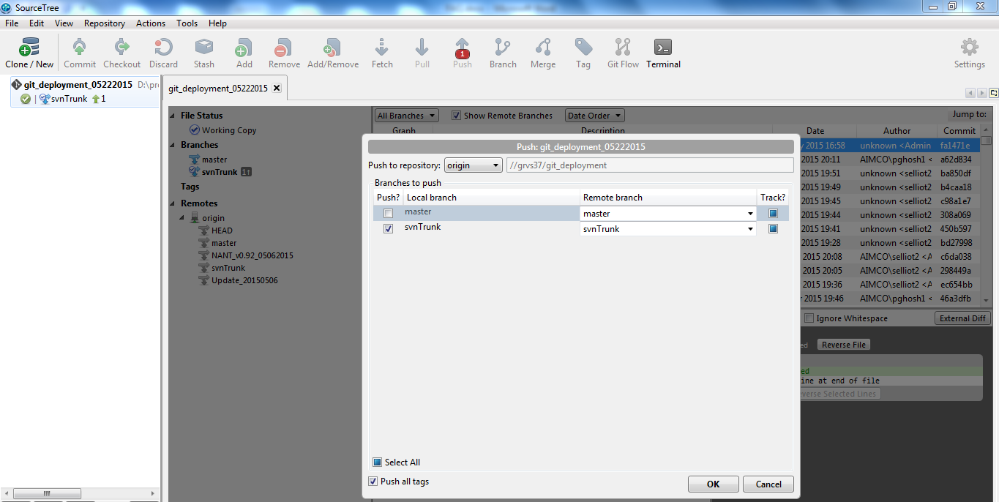 SourceTree
File Edit View Repository Actions Tools Help
Clone / New Commit Checkout Discard Stash Add Remove Add/Remove Fetch Pull 1 Push Branch Merge Tag Git Flow Terminal Settings
git_deployment_05222015 D:\pr
svnTrunk 1
git_deployment_05222015
File Status
Working Copy
Branches
master
svnTrunk 1↑
Tags
Remotes
origin
HEAD
master
NANT_v0.92_05062015
svnTrunk
Update_20150506
All Branches Show Remote Branches Date Order Jump to:
Graph Description Date Author Commit
2015 16:58 unknown <Admin fa1471e
2015 20:11 AIMCO\pghosh1 < a62d834
2015 19:51 unknown <selliot2 ba850df
2015 19:49 unknown <selliot2 b4caa18
2015 19:45 unknown <selliot2 c98a1e7
2015 19:44 unknown <selliot2 308a069
2015 19:41 unknown <selliot2 450b597
2015 19:28 unknown <selliot2 bd27998
2015 20:08 AIMCO\selliot2 <A c6da038
2015 20:05 AIMCO\selliot2 <A 298449a
2015 19:36 AIMCO\selliot2 <A ec654bb
2015 19:46 AIMCO\pghosh1 < 46a3dfb
Ignore Whitespace External Diff
ed Reverse File
ed
ine at end of file
verse Selected Lines
Push: git_deployment_05222015
Push to repository: origin //grvs37/git_deployment
Branches to push
Push? Local branch Remote branch Track?
master master
svnTrunk svnTrunk
Select All
Push all tags
OK Cancel